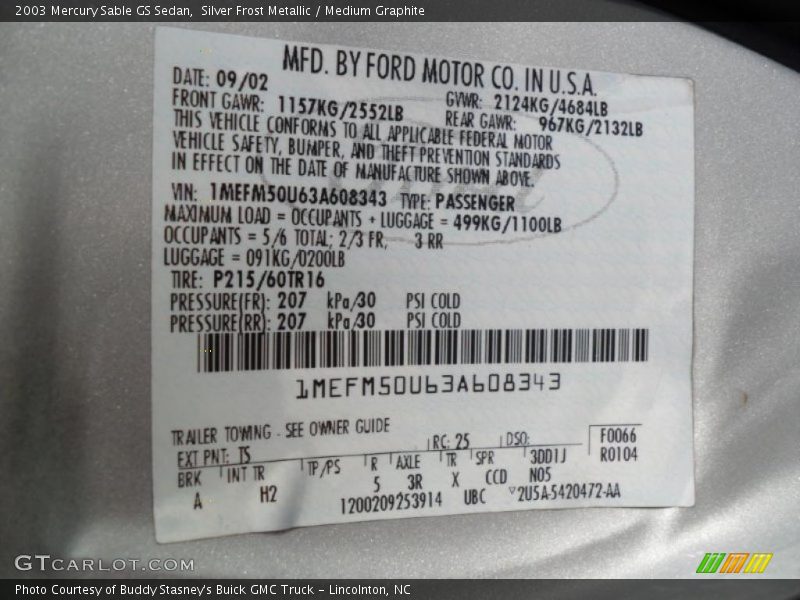 2003 Mercury Sable GS Sedan,  Silver Frost Metallic / Medium Graphite
MFD. BY FORD MOTOR CO. IN U.S.A.
DATE: 09/02
GVWR: 2124KG/4684LB
FRONT GAWR: 1157KG/2552LB
REAR GAWR: 967KG/2132LB
THIS VEHICLE CONFORMS TO ALL APPLICABLE FEDERAL MOTOR
VEHICLE SAFETY, BUMPER, AND THEFT PREVENTION STANDARDS
IN EFFECT ON THE DATE OF MANUFACTURE SHOWN ABOVE.
VIN: 1MEFM50U63A608343 TYPE: PASSENGER
MAXIMUM LOAD = OCCUPANTS + LUGGAGE = 499KG/1100LB
OCCUPANTS = 5/6 TOTAL; 2/3 FR, 3 RR
LUGGAGE = 091KG/0200LB
TIRE: P215/60TR16
PRESSURE(FR): 207 kPa/30 PSI COLD
PRESSURE(RR): 207 kPa/30 PSI COLD
1MEFM50U63A608343
TRAILER TOWING - SEE OWNER GUIDE
EXT PNT: TS RC: 25 DSO: F0066
BRK INT TR TP/PS R AXLE TR SPR 3DD1J R0104
A H2 5 3R X CCD N05
1200209253914 UBC ▽2U5A-5420472-AA
GTCARLOT.COM
Photo Courtesy of Buddy Stasney's Buick GMC Truck - Lincolnton, NC